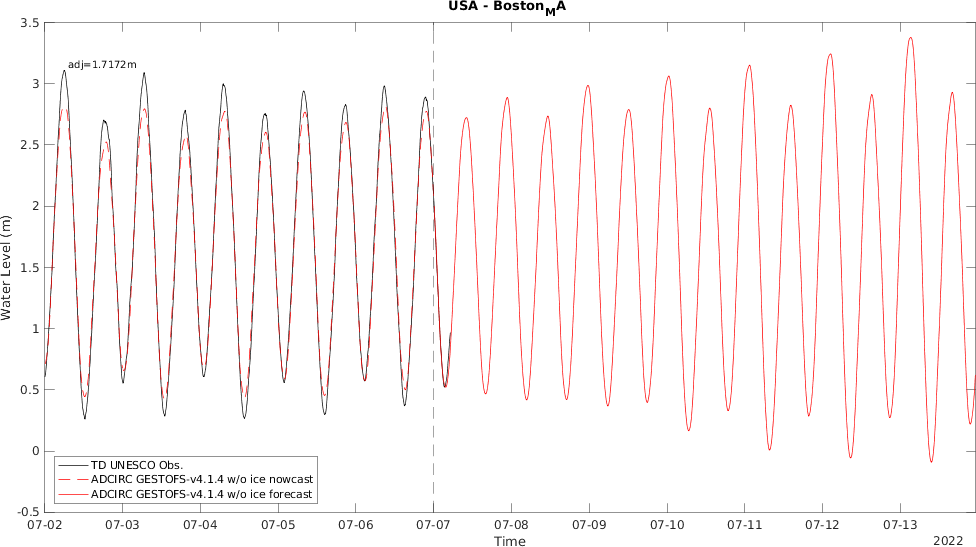 USA - Boston_MA
adj=1.7172m
3.5
3
2.5
2
1.5
1
0.5
0
-0.5
Water Level (m)
TD UNESCO Obs.
ADCIRC GESTOFS-v4.1.4 w/o ice nowcast
ADCIRC GESTOFS-v4.1.4 w/o ice forecast
07-02 07-03 07-04 07-05 07-06 07-07 07-08 07-09 07-10 07-11 07-12 07-13
Time
2022